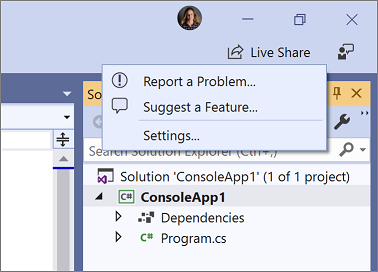 Live Share
Report a Problem...
Suggest a Feature...
Settings...
So
Search Solution Explorer (Ctrl+;)
Solution 'ConsoleApp1' (1 of 1 project)
C# ConsoleApp1
Dependencies
C# Program.cs